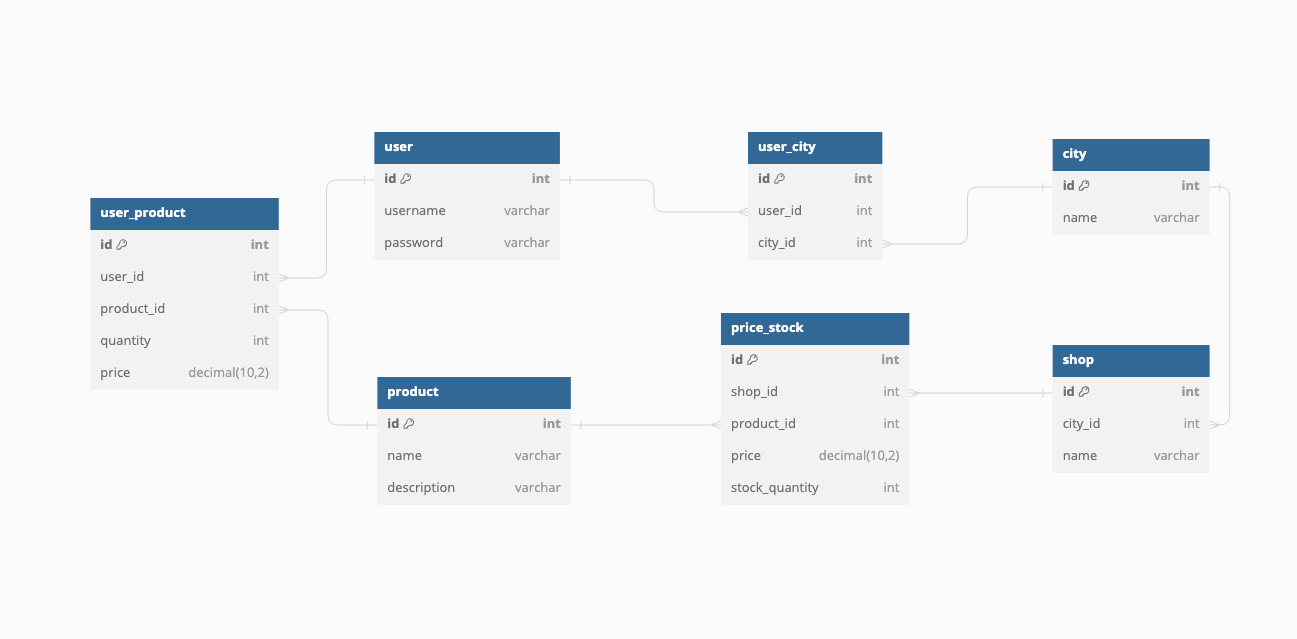 user
id int
username varchar
password varchar
user_city
id int
user_id int
city_id int
city
id int
name varchar
user_product
id int
user_id int
product_id int
quantity int
price decimal(10,2)
product
id int
name varchar
description varchar
price_stock
id int
shop_id int
product_id int
price decimal(10,2)
stock_quantity int
shop
id int
city_id int
name varchar